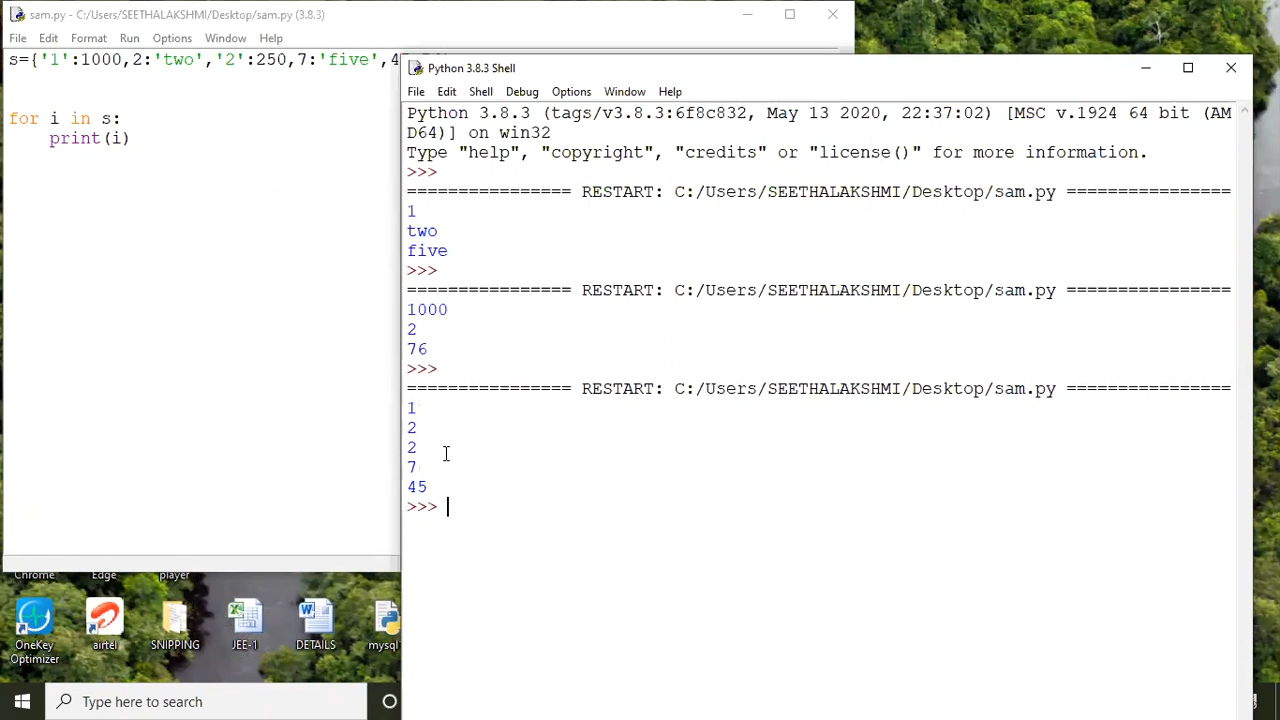 sam.py - C:/Users/SEETHALAKSHMI/Desktop/sam.py (3.8.3)
File Edit Format Run Options Window Help
s={'1':1000,2:'two','2':250,7:'five',4
for i in s:
print(i)
Python 3.8.3 Shell
File Edit Shell Debug Options Window Help
Python 3.8.3 (tags/v3.8.3:6f8c832, May 13 2020, 22:37:02) [MSC v.1924 64 bit (AM
D64)] on win32
Type "help", "copyright", "credits" or "license()" for more information.
>>>
================ RESTART: C:/Users/SEETHALAKSHMI/Desktop/sam.py ================
1
two
five
>>>
================ RESTART: C:/Users/SEETHALAKSHMI/Desktop/sam.py ================
1000
2
76
>>>
================ RESTART: C:/Users/SEETHALAKSHMI/Desktop/sam.py ================
1
2
2
7
45
>>>
Chrome
Edge
player
OneKey
Optimizer
airtel
SNIPPING
JEE-1
DETAILS
mysql
Type here to search